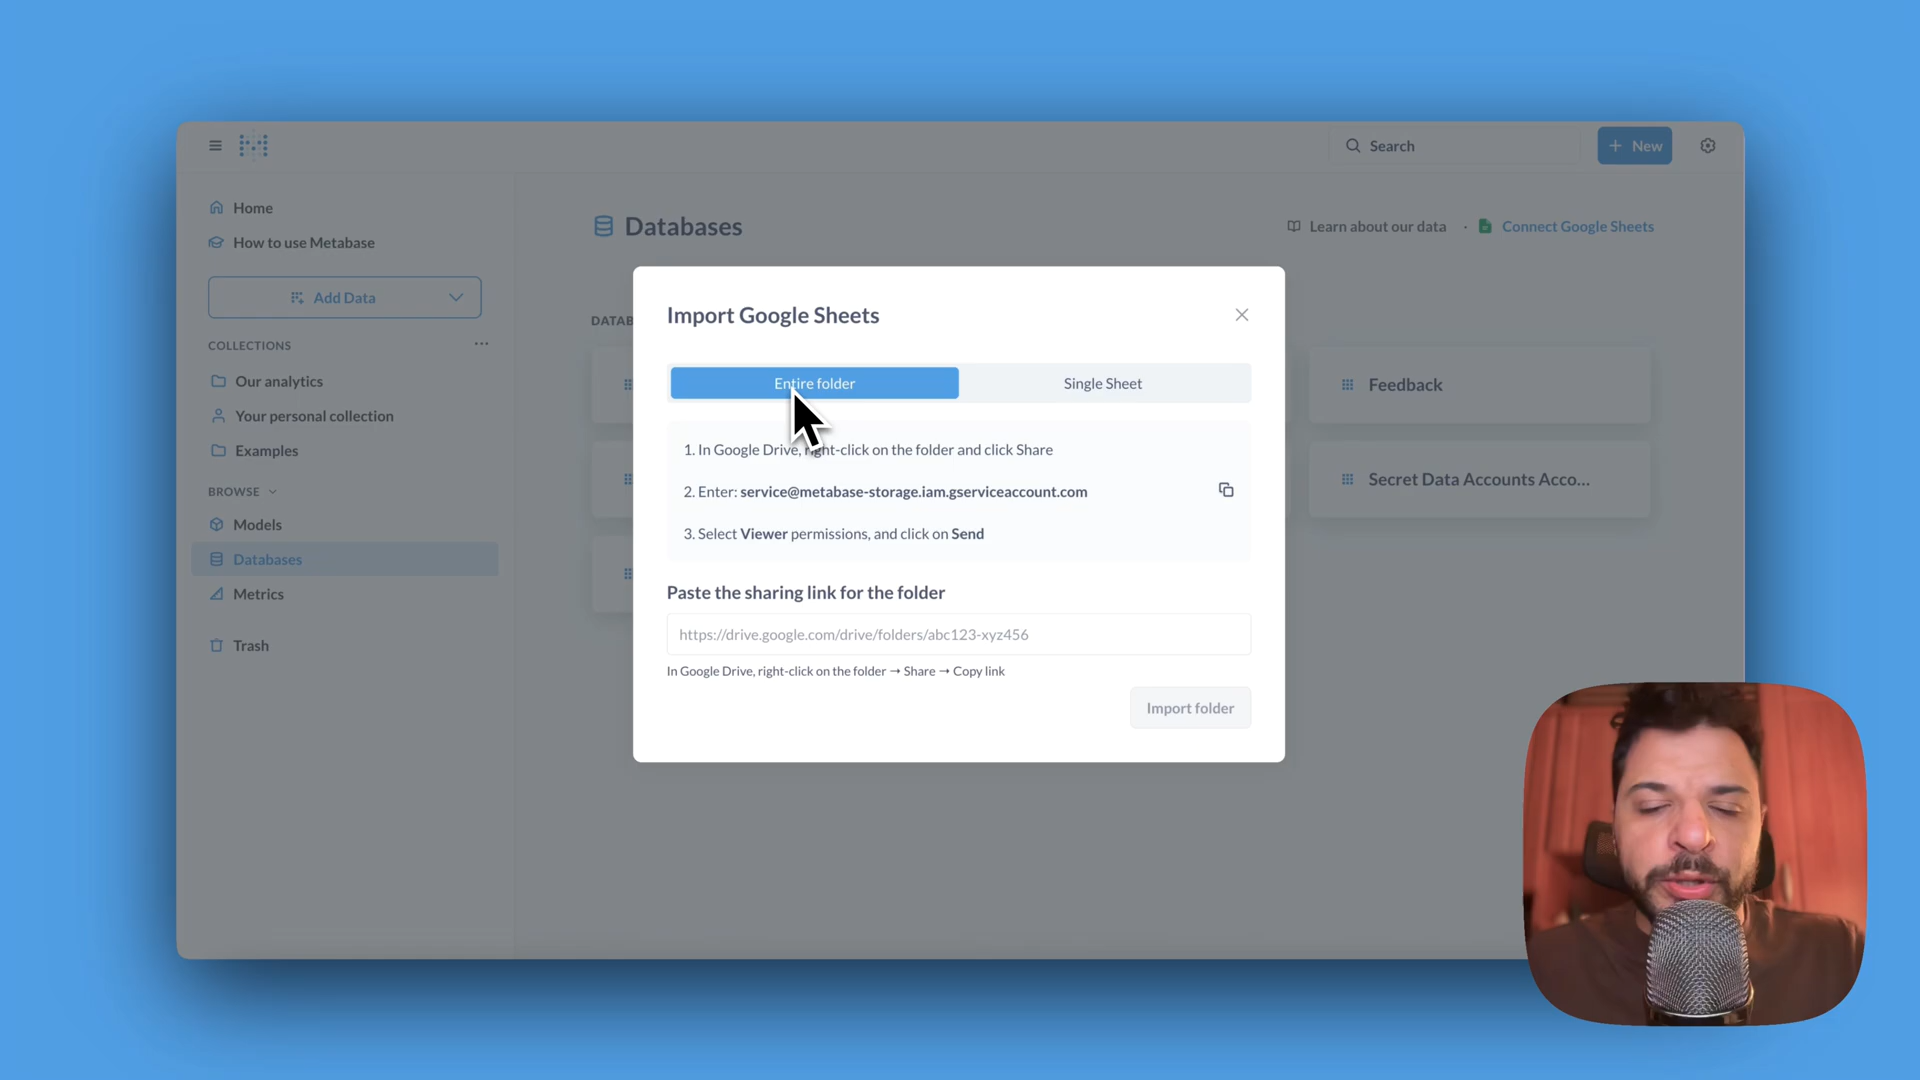 Search
+ New
Home
How to use Metabase
Add Data
COLLECTIONS
Our analytics
Your personal collection
Examples
BROWSE
Models
Databases
Metrics
Trash
Databases
Learn about our data · Connect Google Sheets
DATAB
Feedback
Secret Data Accounts Acco...
Import Google Sheets
Entire folder
Single Sheet
1. In Google Drive, right-click on the folder and click Share
2. Enter: service@metabase-storage.iam.gserviceaccount.com
3. Select Viewer permissions, and click on Send
Paste the sharing link for the folder
https://drive.google.com/drive/folders/abc123-xyz456
In Google Drive, right-click on the folder → Share → Copy link
Import folder